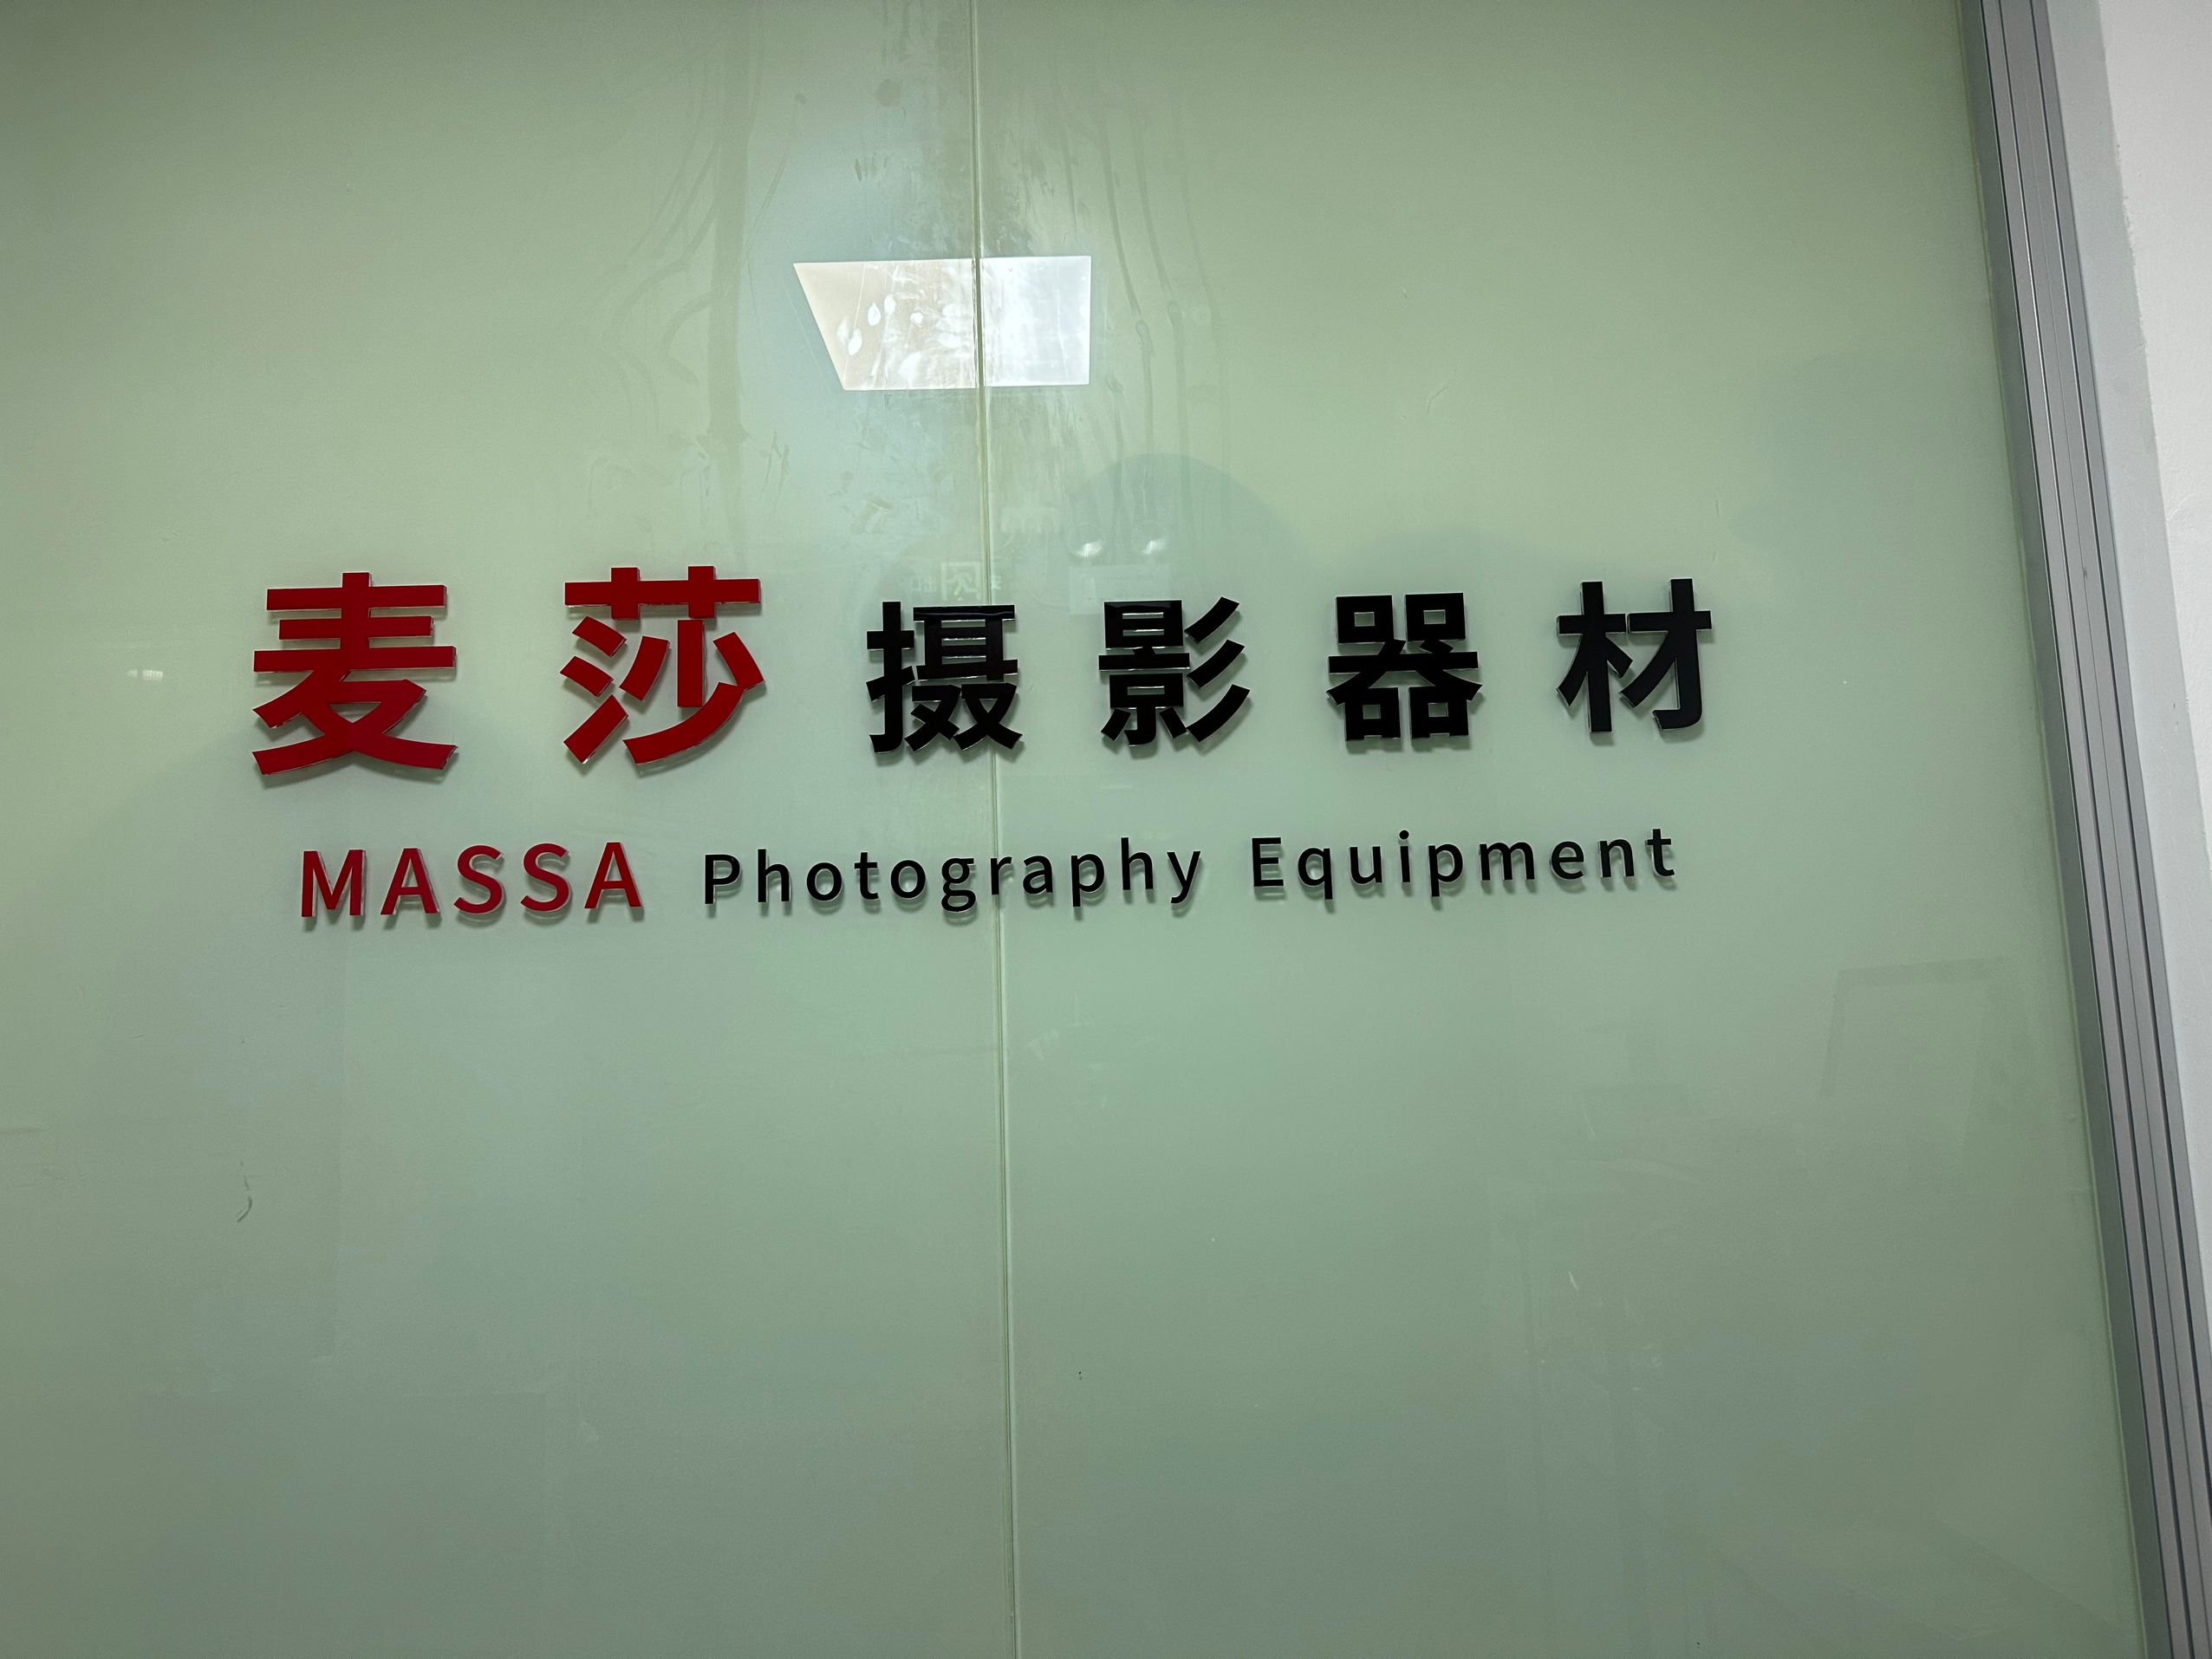 麦莎摄影器材
MASSA Photography Equipment